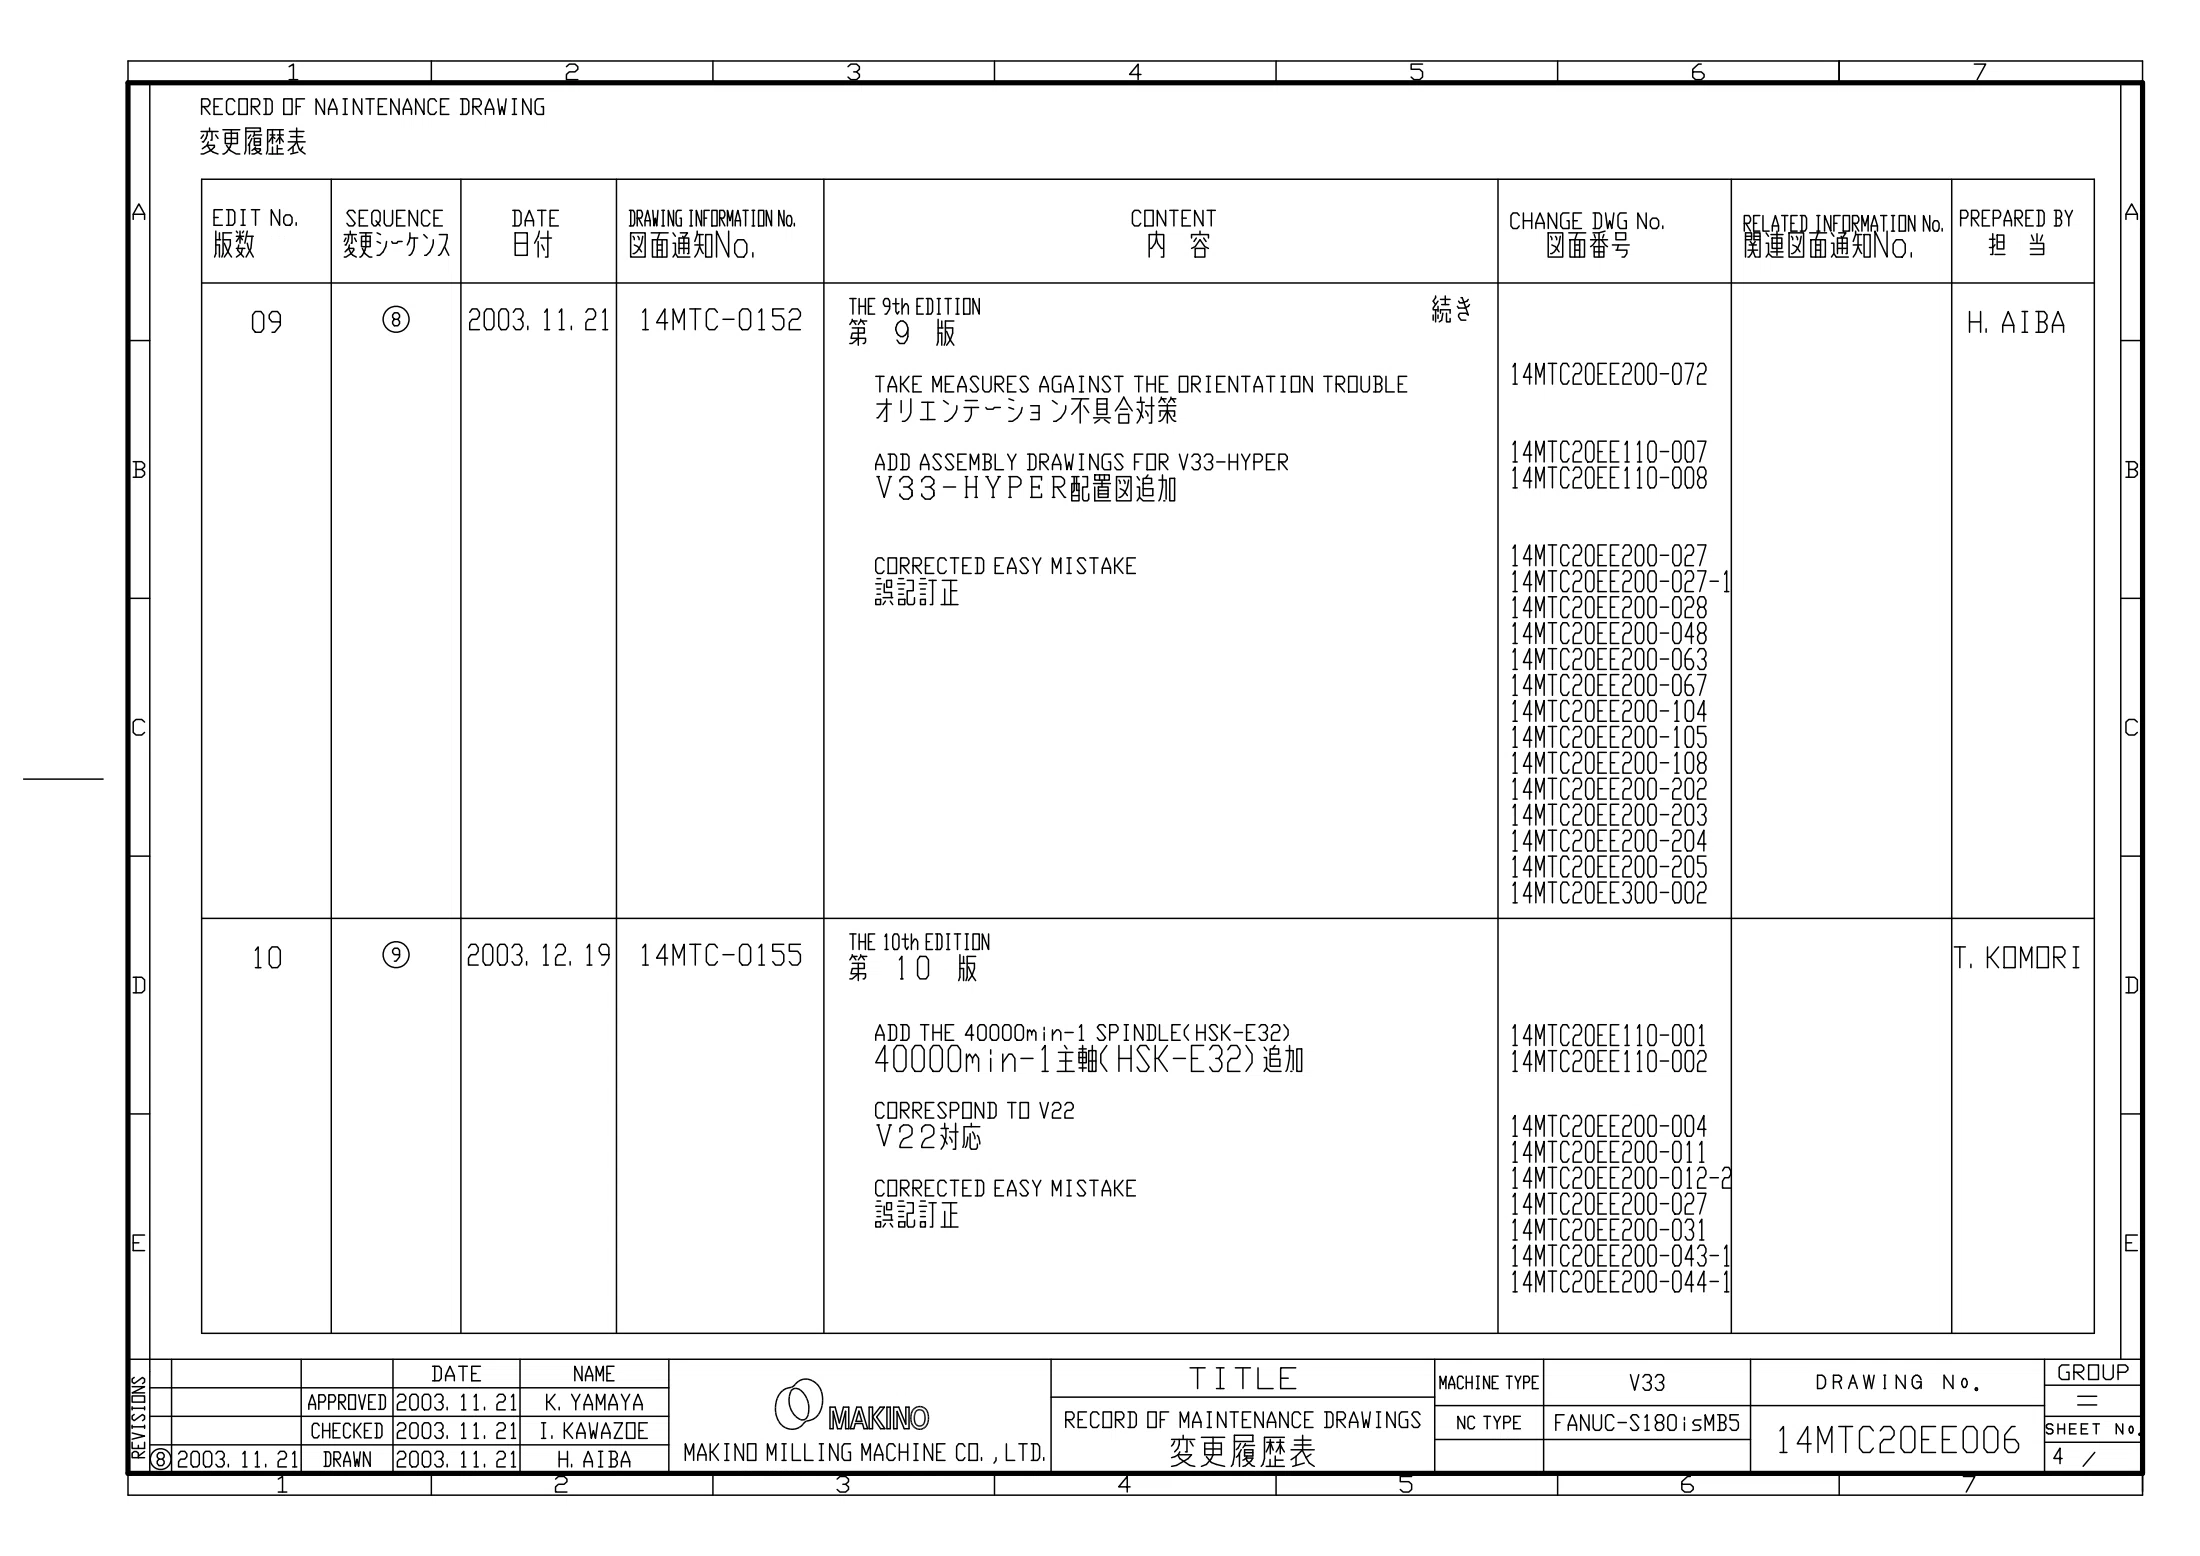 1 2 3 4 5 6 7
RECORD OF NAINTENANCE DRAWING
変更履歴表
A A
EDIT No. SEQUENCE DATE DRAWING INFORMATION No. CONTENT CHANGE DWG No. RELATED INFORMATION No. PREPARED BY
版数 変更シーケンス 日付 図面通知No. 内 容 図面番号 関連図面通知No. 担 当
09 ⑧ 2003. 11. 21 14MTC-0152 THE 9th EDITION 続き H. AIBA
第 9 版
TAKE MEASURES AGAINST THE ORIENTATION TROUBLE 14MTC20EE200-072
オリエンテーション不具合対策
B B
ADD ASSEMBLY DRAWINGS FOR V33-HYPER 14MTC20EE110-007
V33-HYPER配置図追加 14MTC20EE110-008
CORRECTED EASY MISTAKE 14MTC20EE200-027
誤記訂正 14MTC20EE200-027-1
14MTC20EE200-028
14MTC20EE200-048
14MTC20EE200-063
14MTC20EE200-067
14MTC20EE200-104
C C
14MTC20EE200-105
14MTC20EE200-108
14MTC20EE200-202
14MTC20EE200-203
14MTC20EE200-204
14MTC20EE200-205
14MTC20EE300-002
10 ⑨ 2003. 12. 19 14MTC-0155 THE 10th EDITION T. KOMORI
第 10 版
D D
ADD THE 40000min-1 SPINDLE(HSK-E32) 14MTC20EE110-001
40000min-1主軸(HSK-E32)追加 14MTC20EE110-002
CORRESPOND TO V22 14MTC20EE200-004
V22対応 14MTC20EE200-011
14MTC20EE200-012-2
CORRECTED EASY MISTAKE 14MTC20EE200-027
誤記訂正 14MTC20EE200-031
E E
14MTC20EE200-043-1
14MTC20EE200-044-1
REVISIONS
DATE NAME
APPROVED 2003. 11. 21 K. YAMAYA
CHECKED 2003. 11. 21 I. KAWAZOE
⑧ 2003. 11. 21 DRAWN 2003. 11. 21 H. AIBA
MAKINO
MAKINO MILLING MACHINE CO. ,LTD.
TITLE
RECORD OF MAINTENANCE DRAWINGS
変更履歴表
MACHINE TYPE V33
NC TYPE FANUC-S180isMB5
DRAWING No.
14MTC20EE006
GROUP
=
SHEET No.
4 /
1 2 3 4 5 6 7